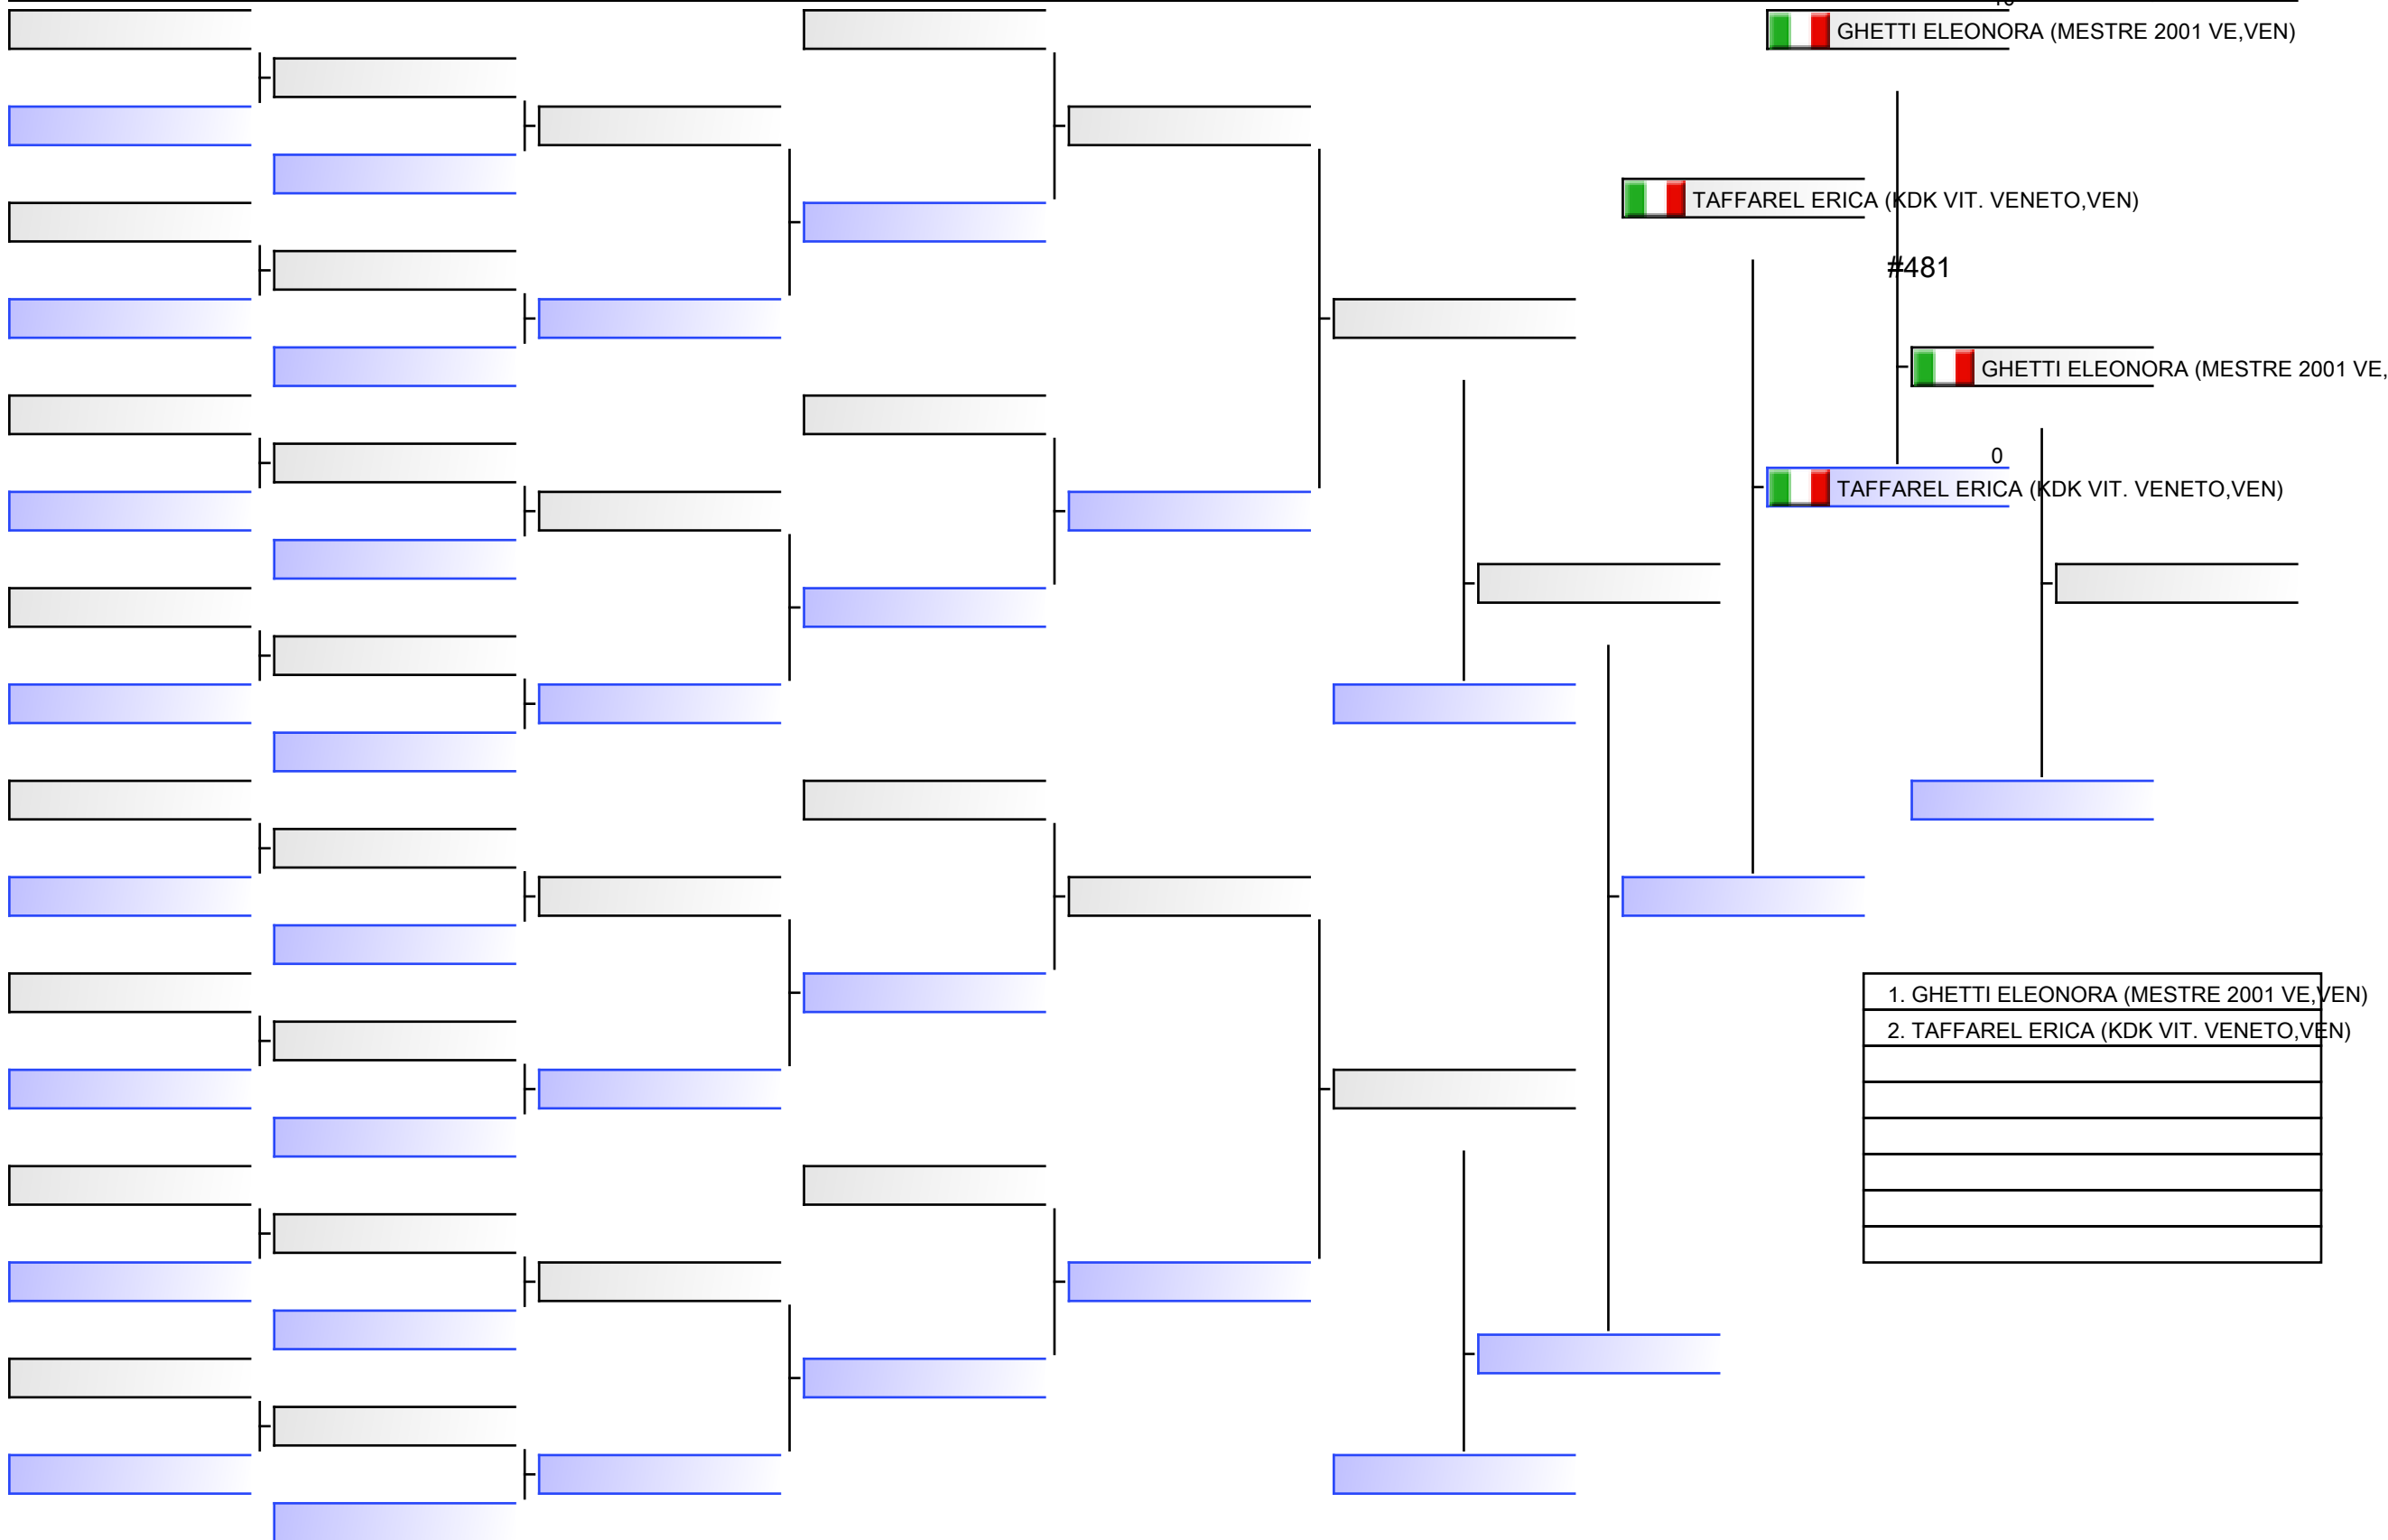 GHETTI ELEONORA (MESTRE 2001 VE,VEN)
TAFFAREL ERICA (KDK VIT. VENETO,VEN)
#481
GHETTI ELEONORA (MESTRE 2001 VE,
0
TAFFAREL ERICA (KDK VIT. VENETO,VEN)
1. GHETTI ELEONORA (MESTRE 2001 VE,VEN)
2. TAFFAREL ERICA (KDK VIT. VENETO,VEN)